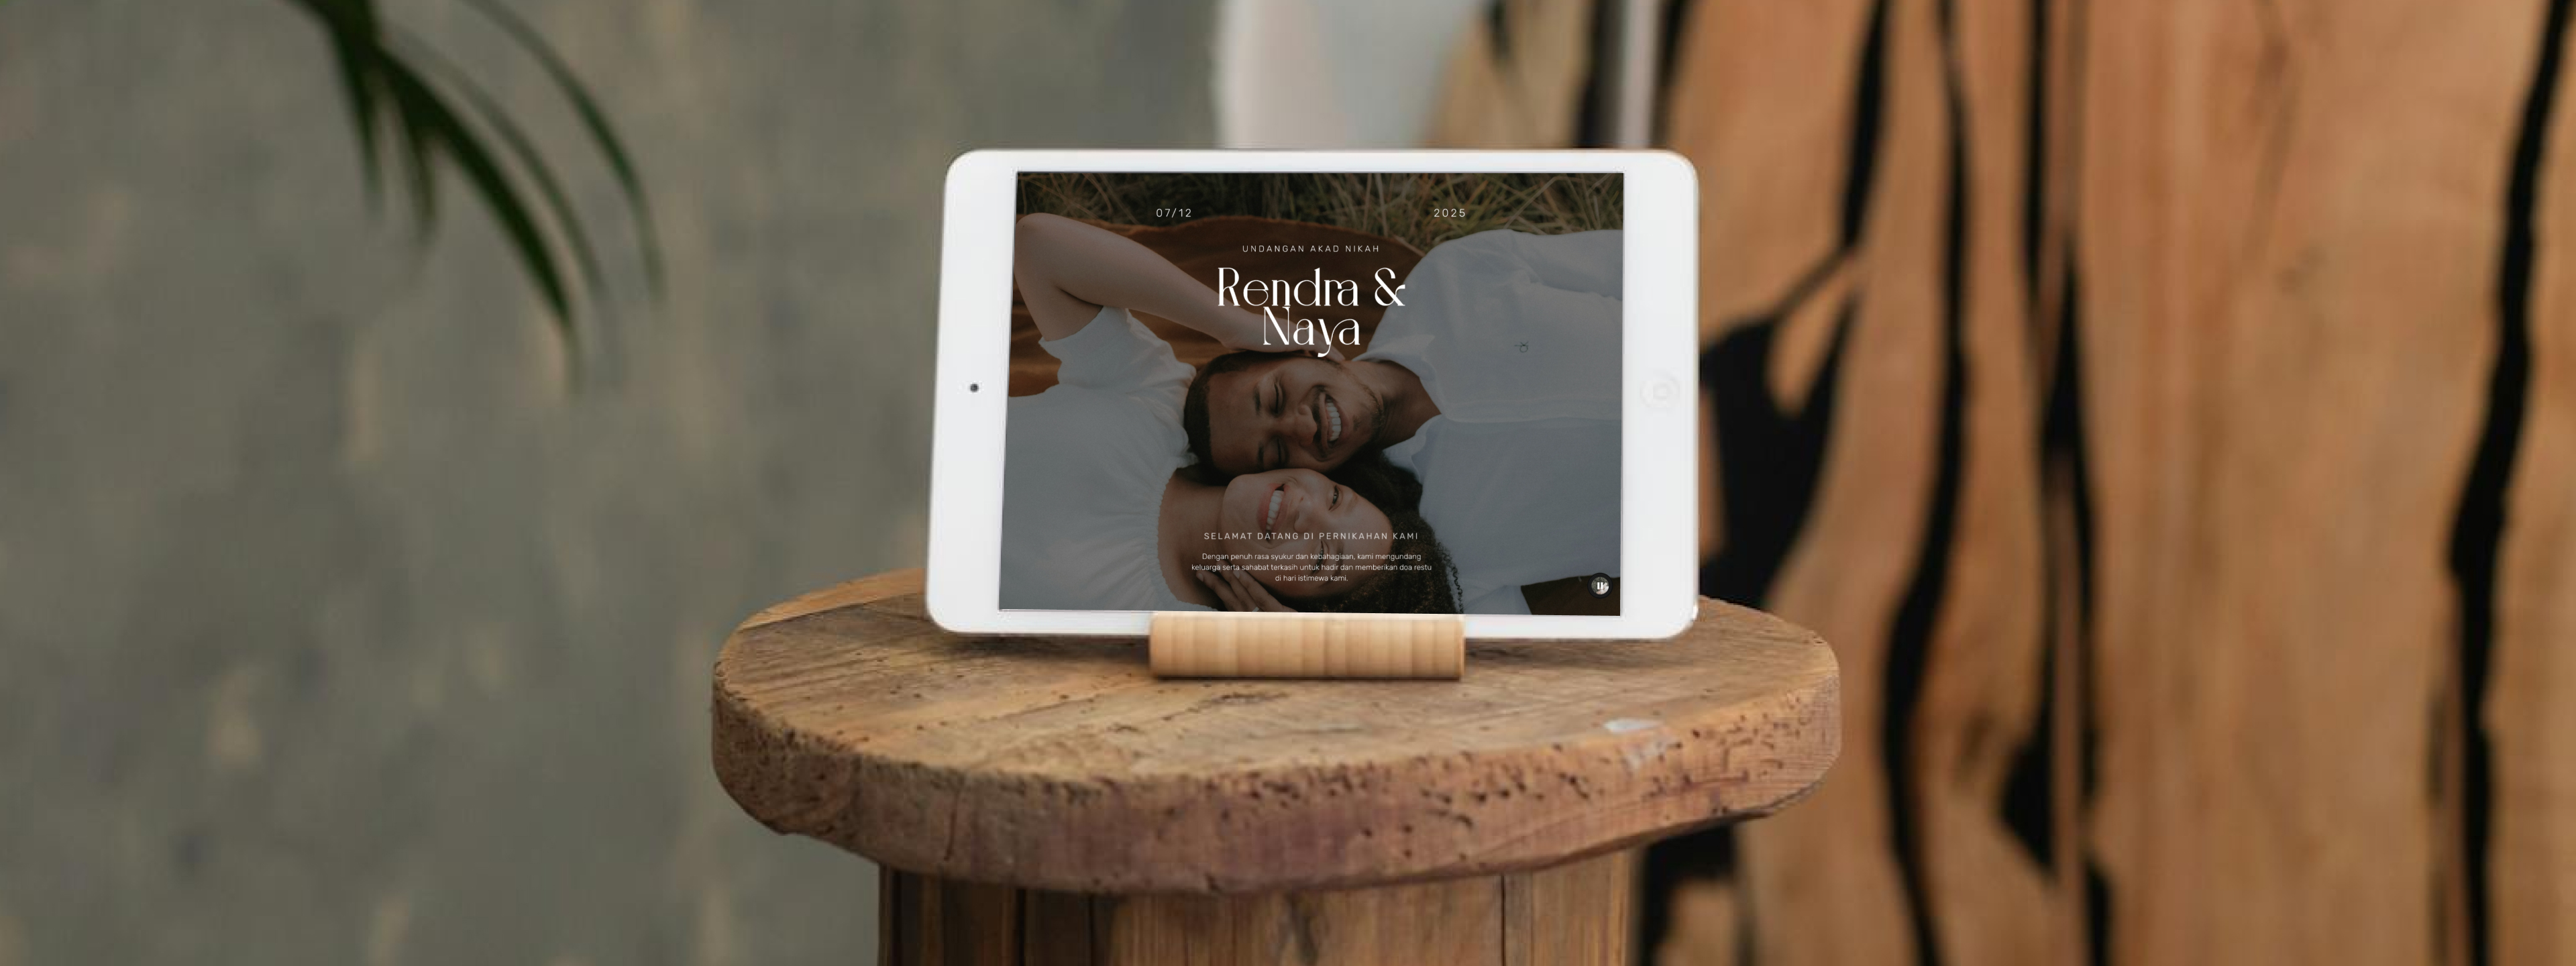 07/12 2025
UNDANGAN AKAD NIKAH
Rendra &
Naya
SELAMAT DATANG DI PERNIKAHAN KAMI
Dengan penuh rasa syukur dan kebahagiaan, kami mengundang
keluarga serta sahabat terkasih untuk hadir dan memberikan doa restu
di hari istimewa kami.